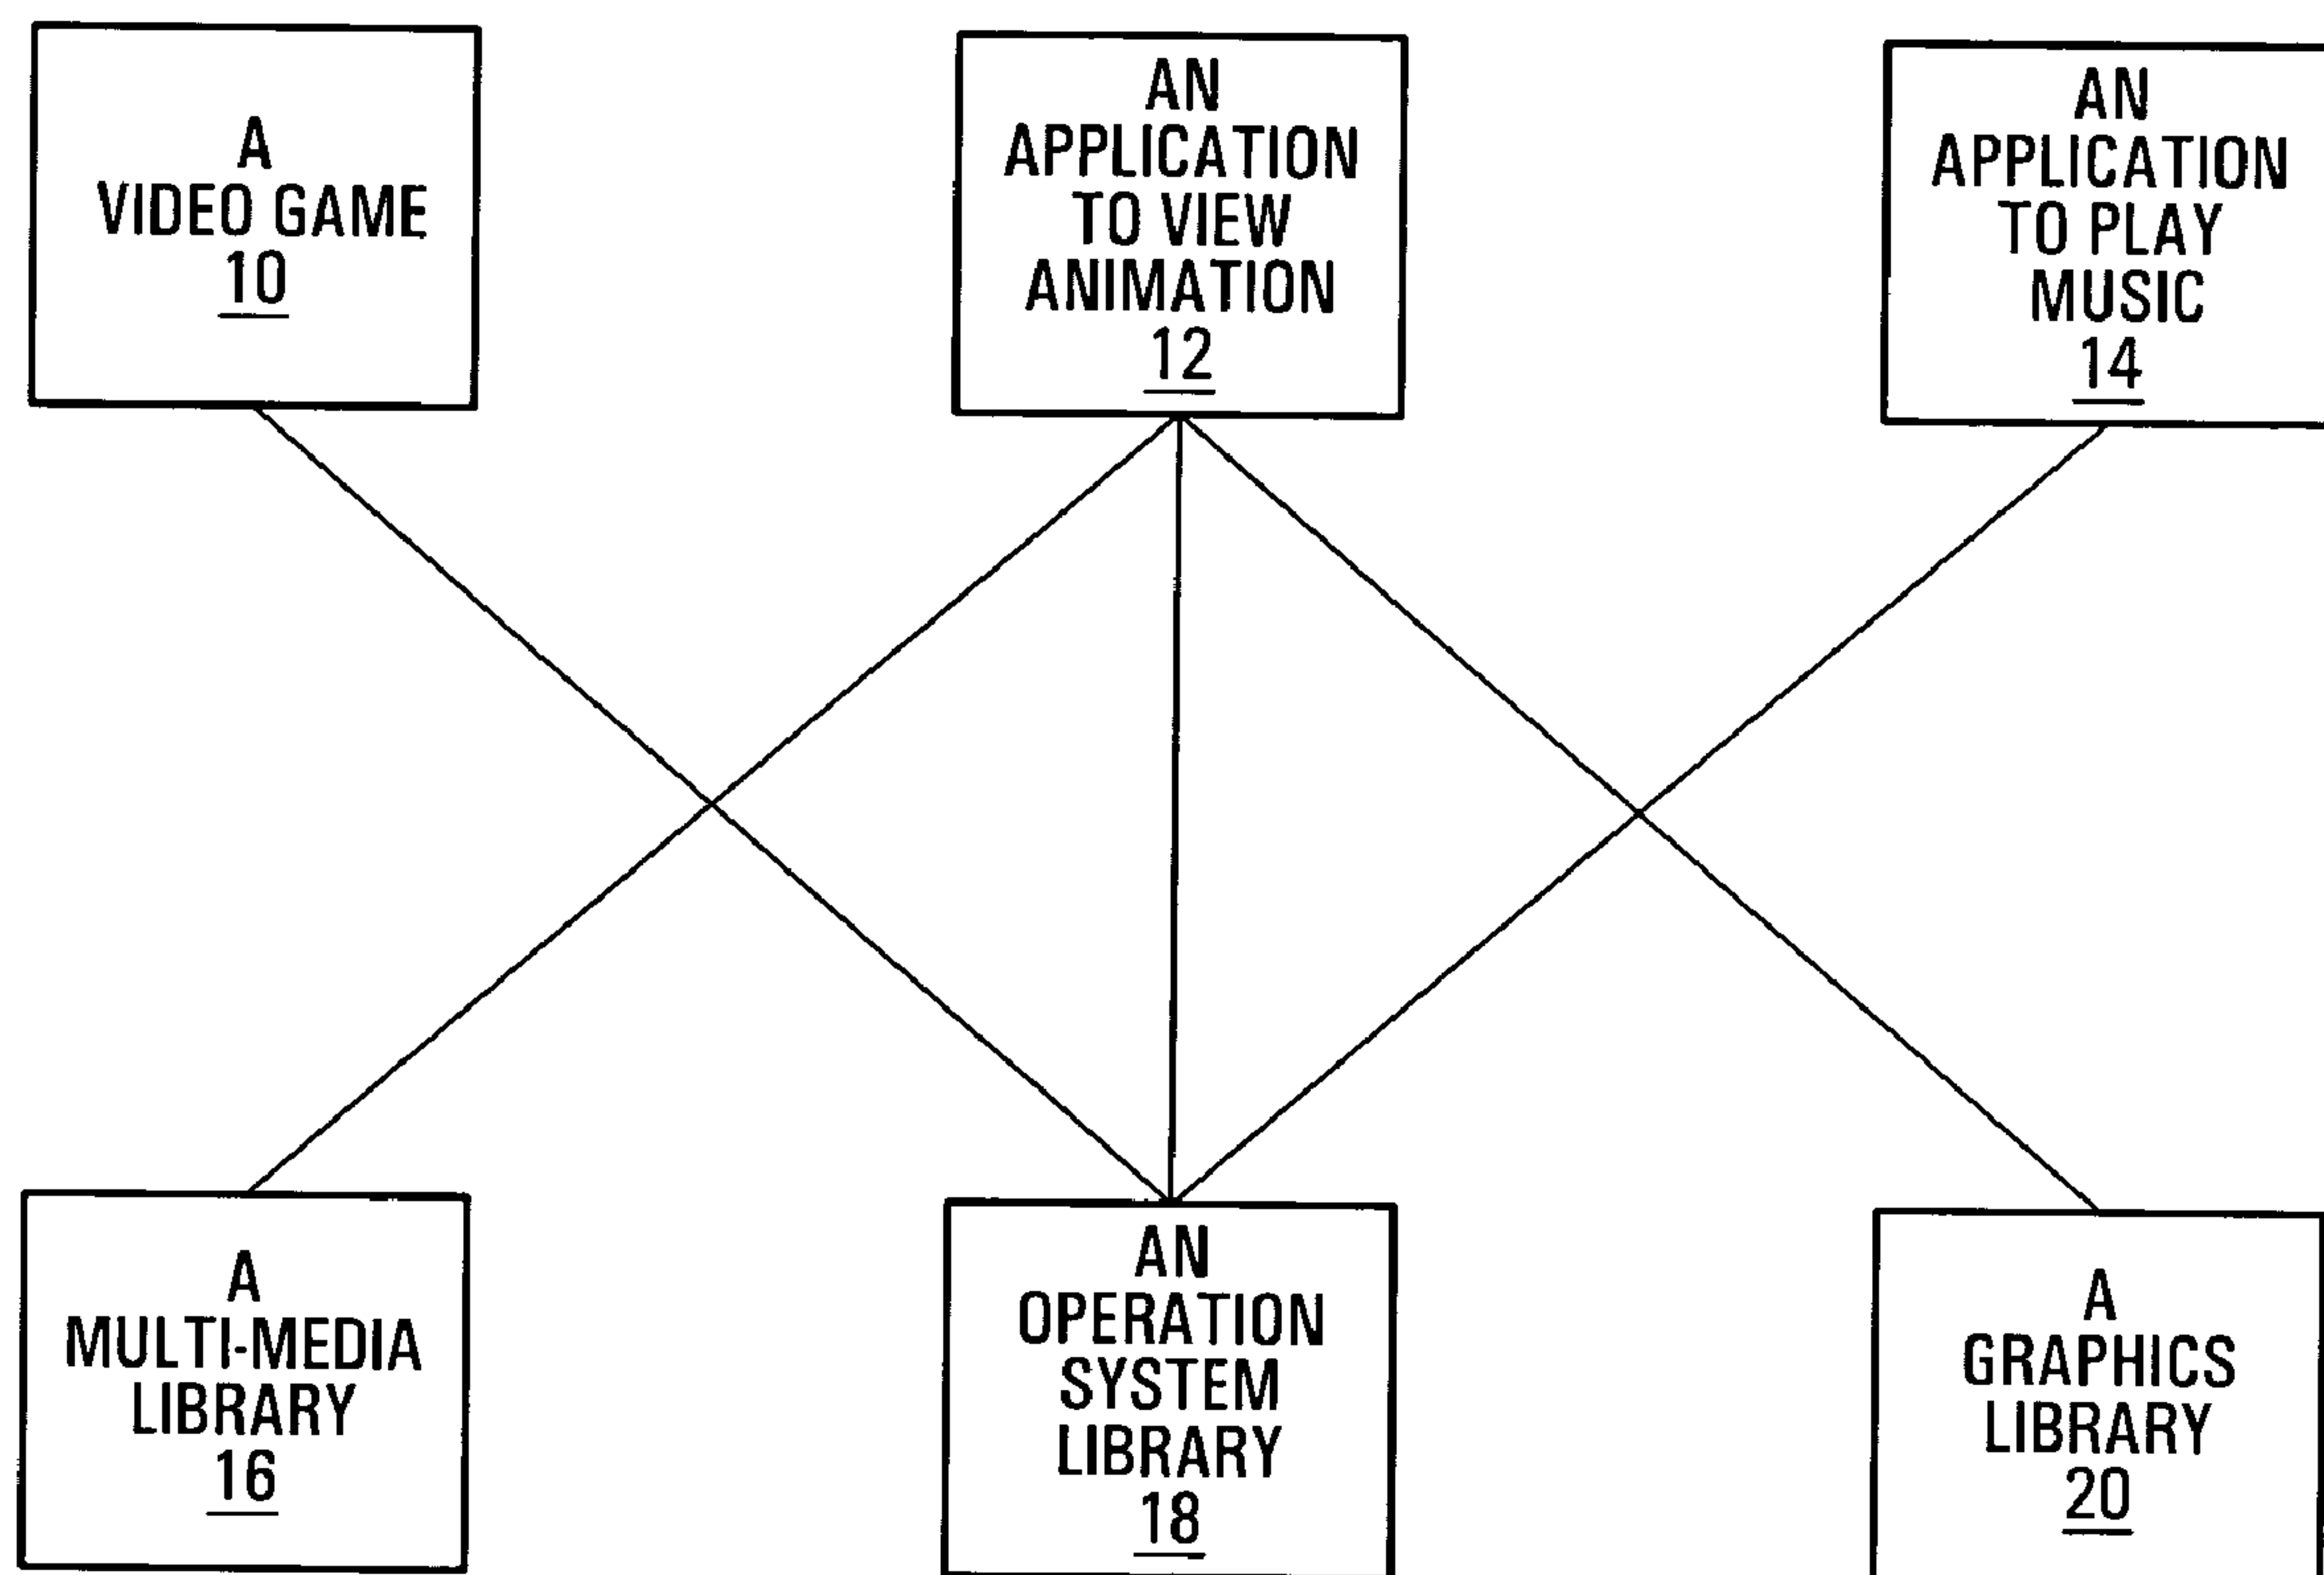 A
VIDEO GAME
10
AN
APPLICATION
TO VIEW
ANIMATION
12
AN
APPLICATION
TO PLAY
MUSIC
14
A
MULTI-MEDIA
LIBRARY
16
AN
OPERATION
SYSTEM
LIBRARY
18
A
GRAPHICS
LIBRARY
20